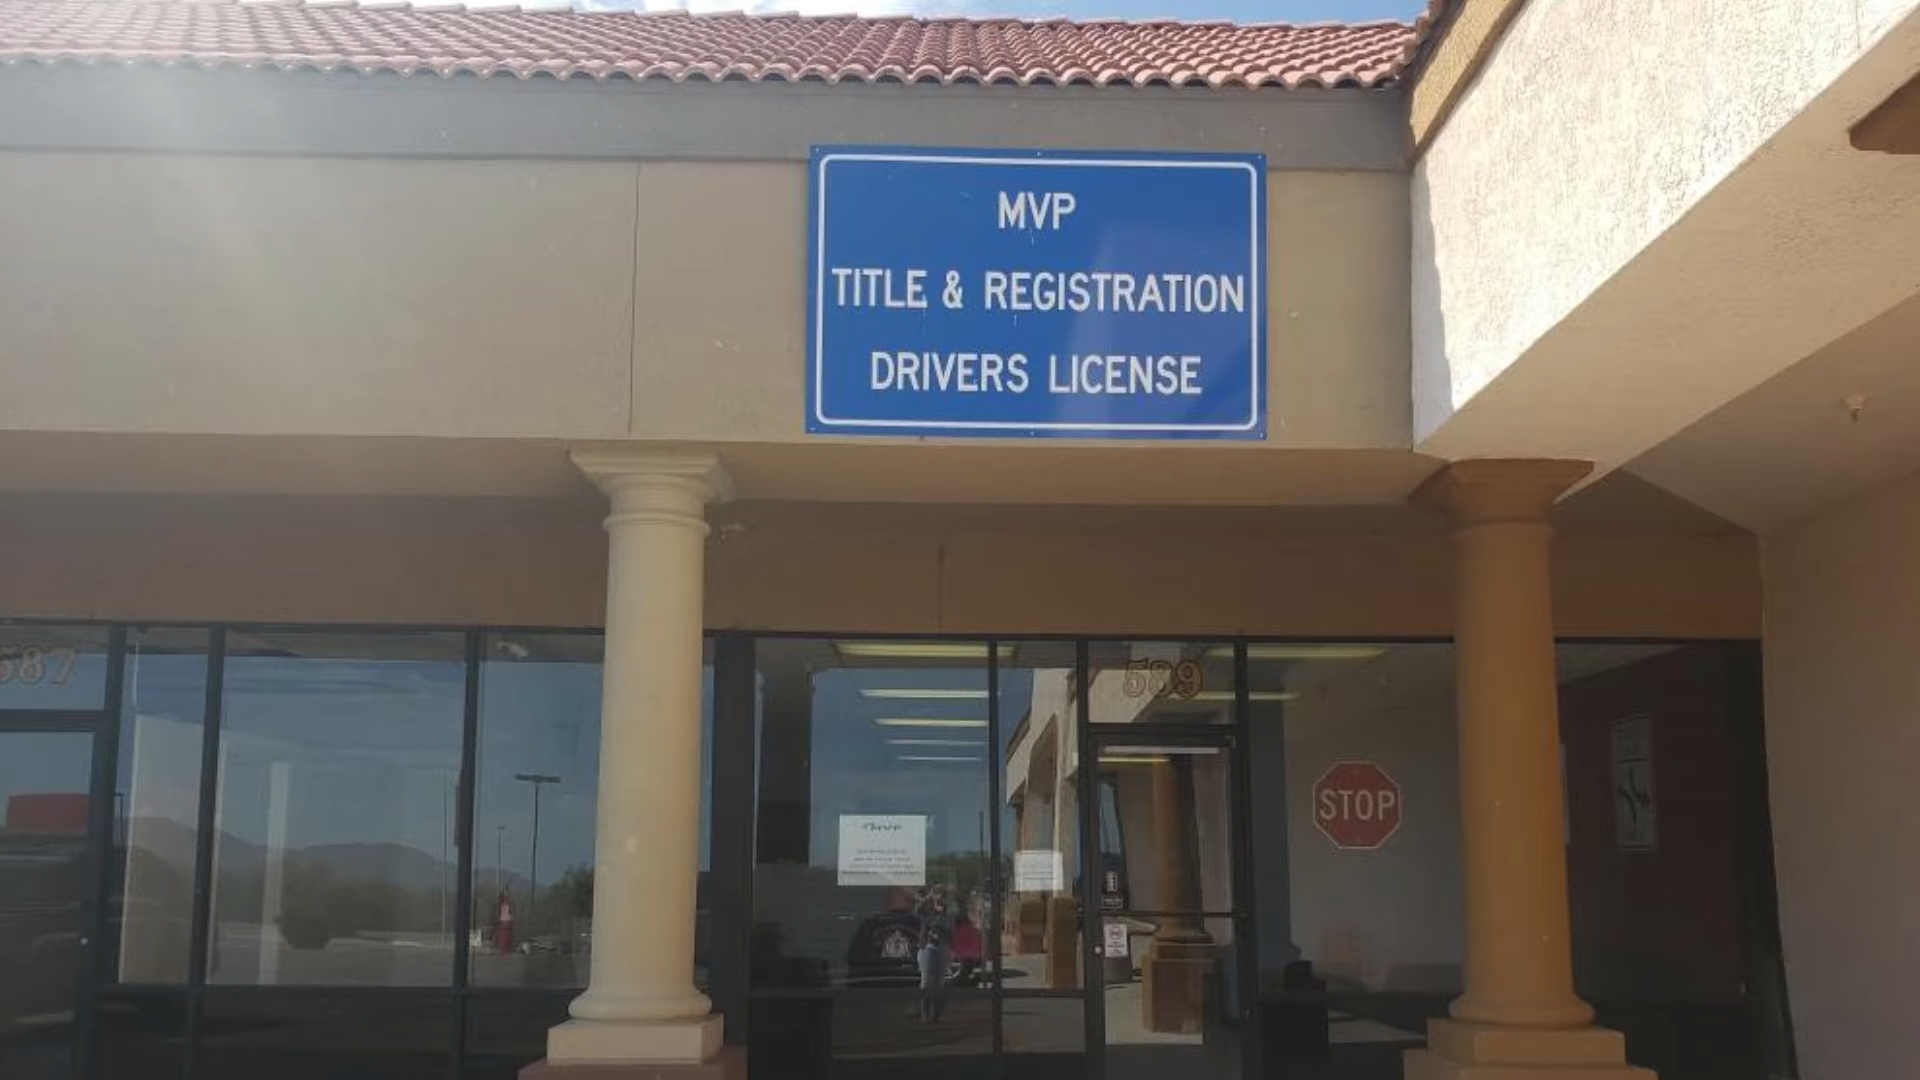 MVP
TITLE & REGISTRATION
DRIVERS LICENSE
587
589
STOP